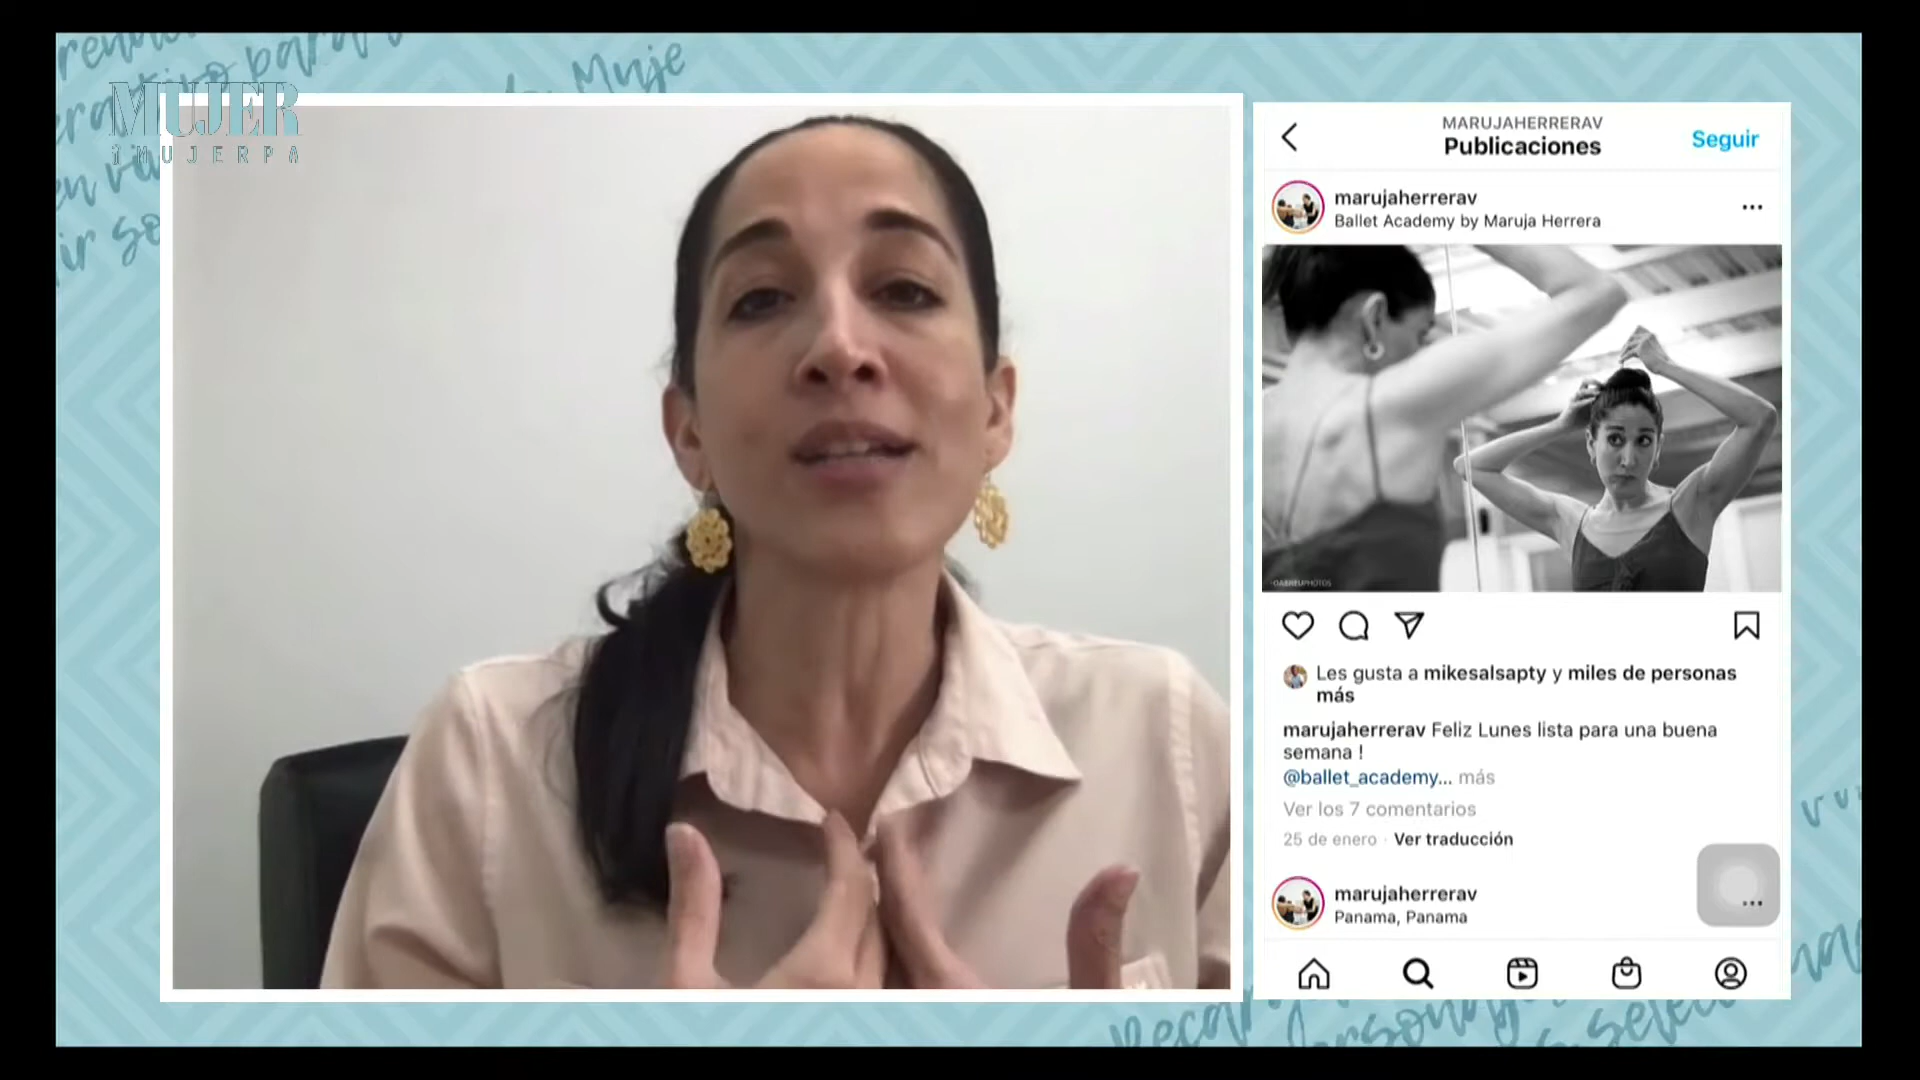 MUJER
@MUJERPA
Muje
MARUJAHERRERAV
Publicaciones
Seguir
marujaherrerav
Ballet Academy by Maruja Herrera
Les gusta a mikesalsapty y miles de personas
más
marujaherrerav Feliz Lunes lista para una buena
semana !
@ballet_academy... más
Ver los 7 comentarios
25 de enero · Ver traducción
marujaherrerav
Panama, Panama